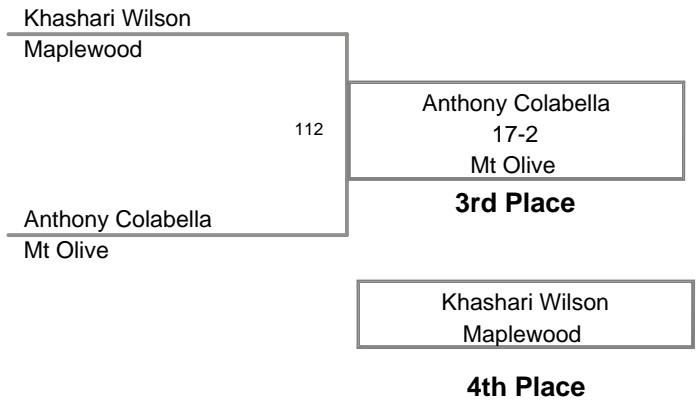 Khashari Wilson
Maplewood
112
Anthony Colabella
17-2
Mt Olive
3rd Place
Anthony Colabella
Mt Olive
Khashari Wilson
Maplewood
4th Place